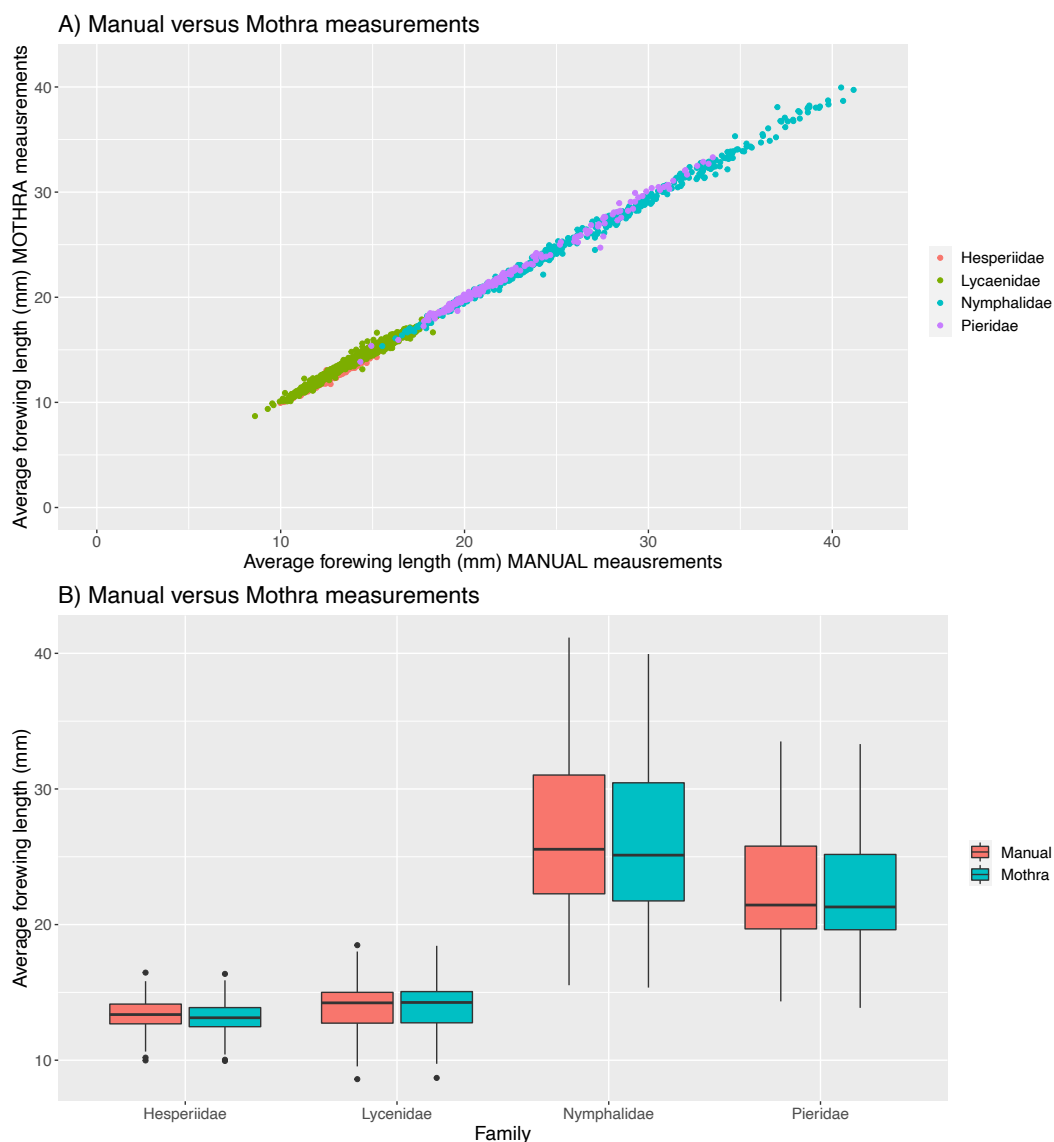 A) Manual versus Mothra measurements
Average forewing length (mm) MOTHRA meausrements
40
30
20
10
0
0
10
20
30
40
Average forewing length (mm) MANUAL meausrements
Hesperiidae
Lycaenidae
Nymphalidae
Pieridae
B) Manual versus Mothra measurements
Average forewing length (mm)
40
30
20
10
Hesperiidae
Lycenidae
Nymphalidae
Pieridae
Family
Manual
Mothra